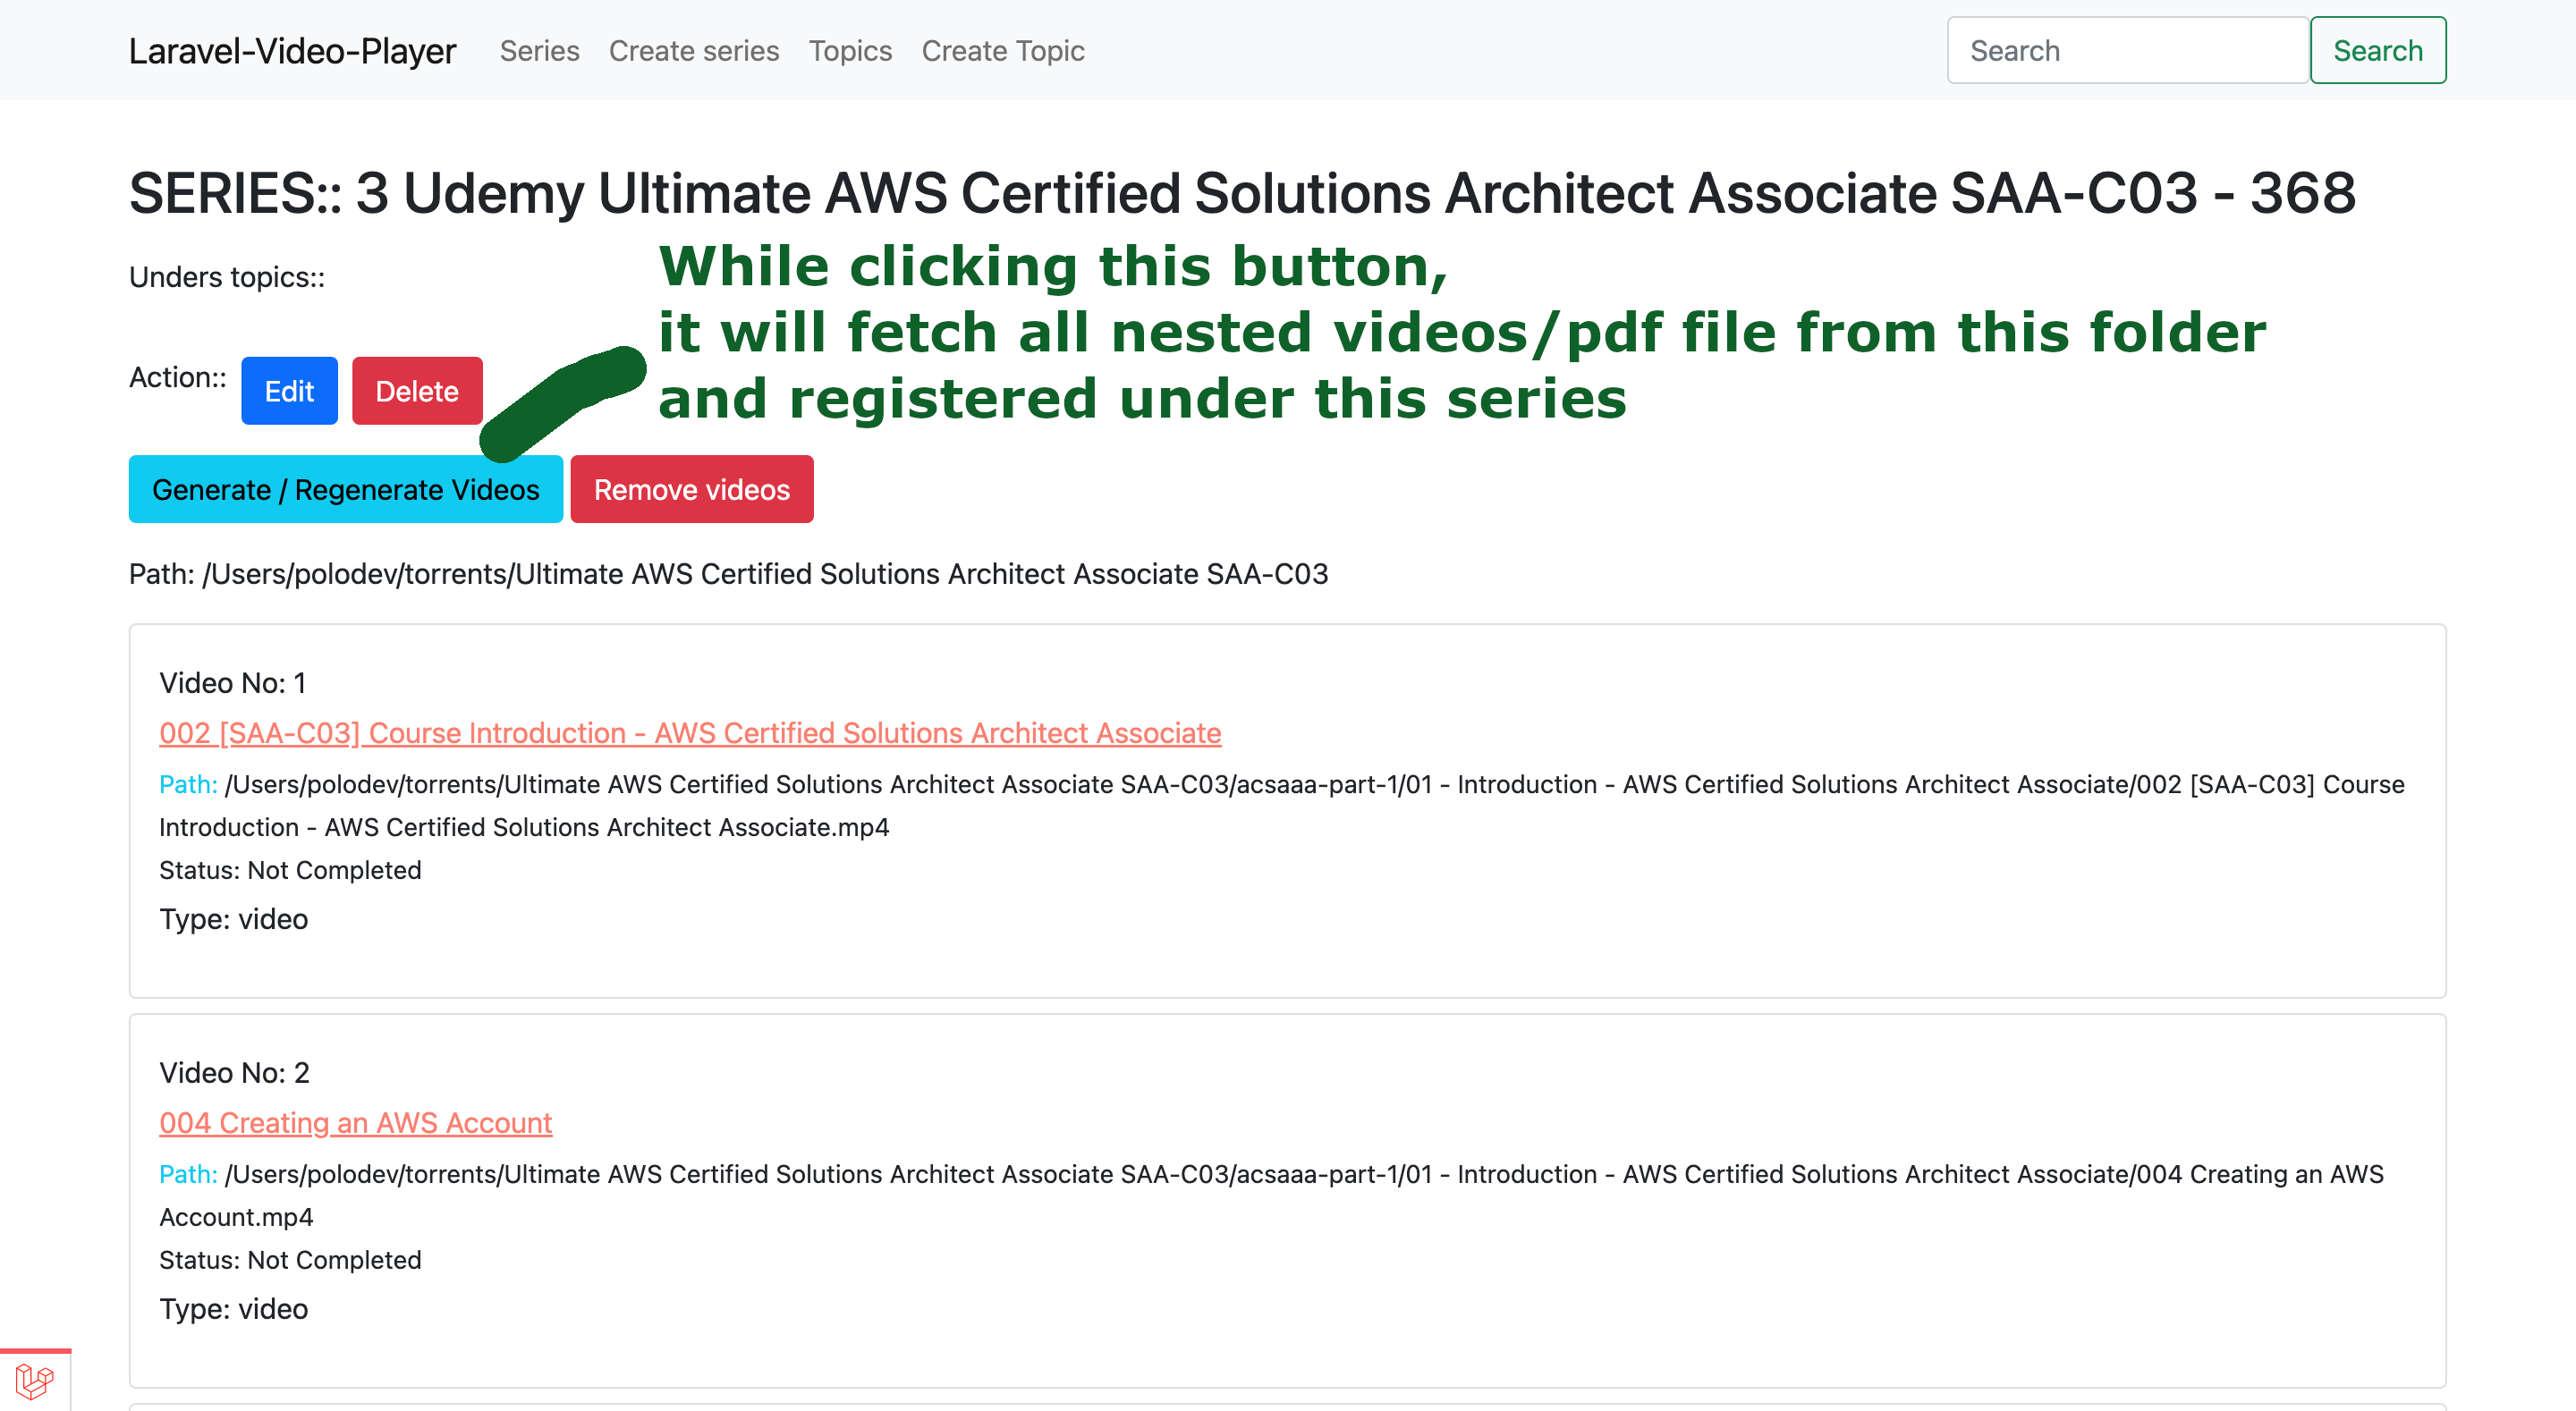 Laravel-Video-Player Series Create series Topics Create Topic Search Search
SERIES:: 3 Udemy Ultimate AWS Certified Solutions Architect Associate SAA-C03 - 368
Unders topics::
While clicking this button,
it will fetch all nested videos/pdf file from this folder
and registered under this series
Action:: Edit Delete
Generate / Regenerate Videos Remove videos
Path: /Users/polodev/torrents/Ultimate AWS Certified Solutions Architect Associate SAA-C03
Video No: 1
002 [SAA-C03] Course Introduction - AWS Certified Solutions Architect Associate
Path: /Users/polodev/torrents/Ultimate AWS Certified Solutions Architect Associate SAA-C03/acsaaa-part-1/01 - Introduction - AWS Certified Solutions Architect Associate/002 [SAA-C03] Course
Introduction - AWS Certified Solutions Architect Associate.mp4
Status: Not Completed
Type: video
Video No: 2
004 Creating an AWS Account
Path: /Users/polodev/torrents/Ultimate AWS Certified Solutions Architect Associate SAA-C03/acsaaa-part-1/01 - Introduction - AWS Certified Solutions Architect Associate/004 Creating an AWS
Account.mp4
Status: Not Completed
Type: video